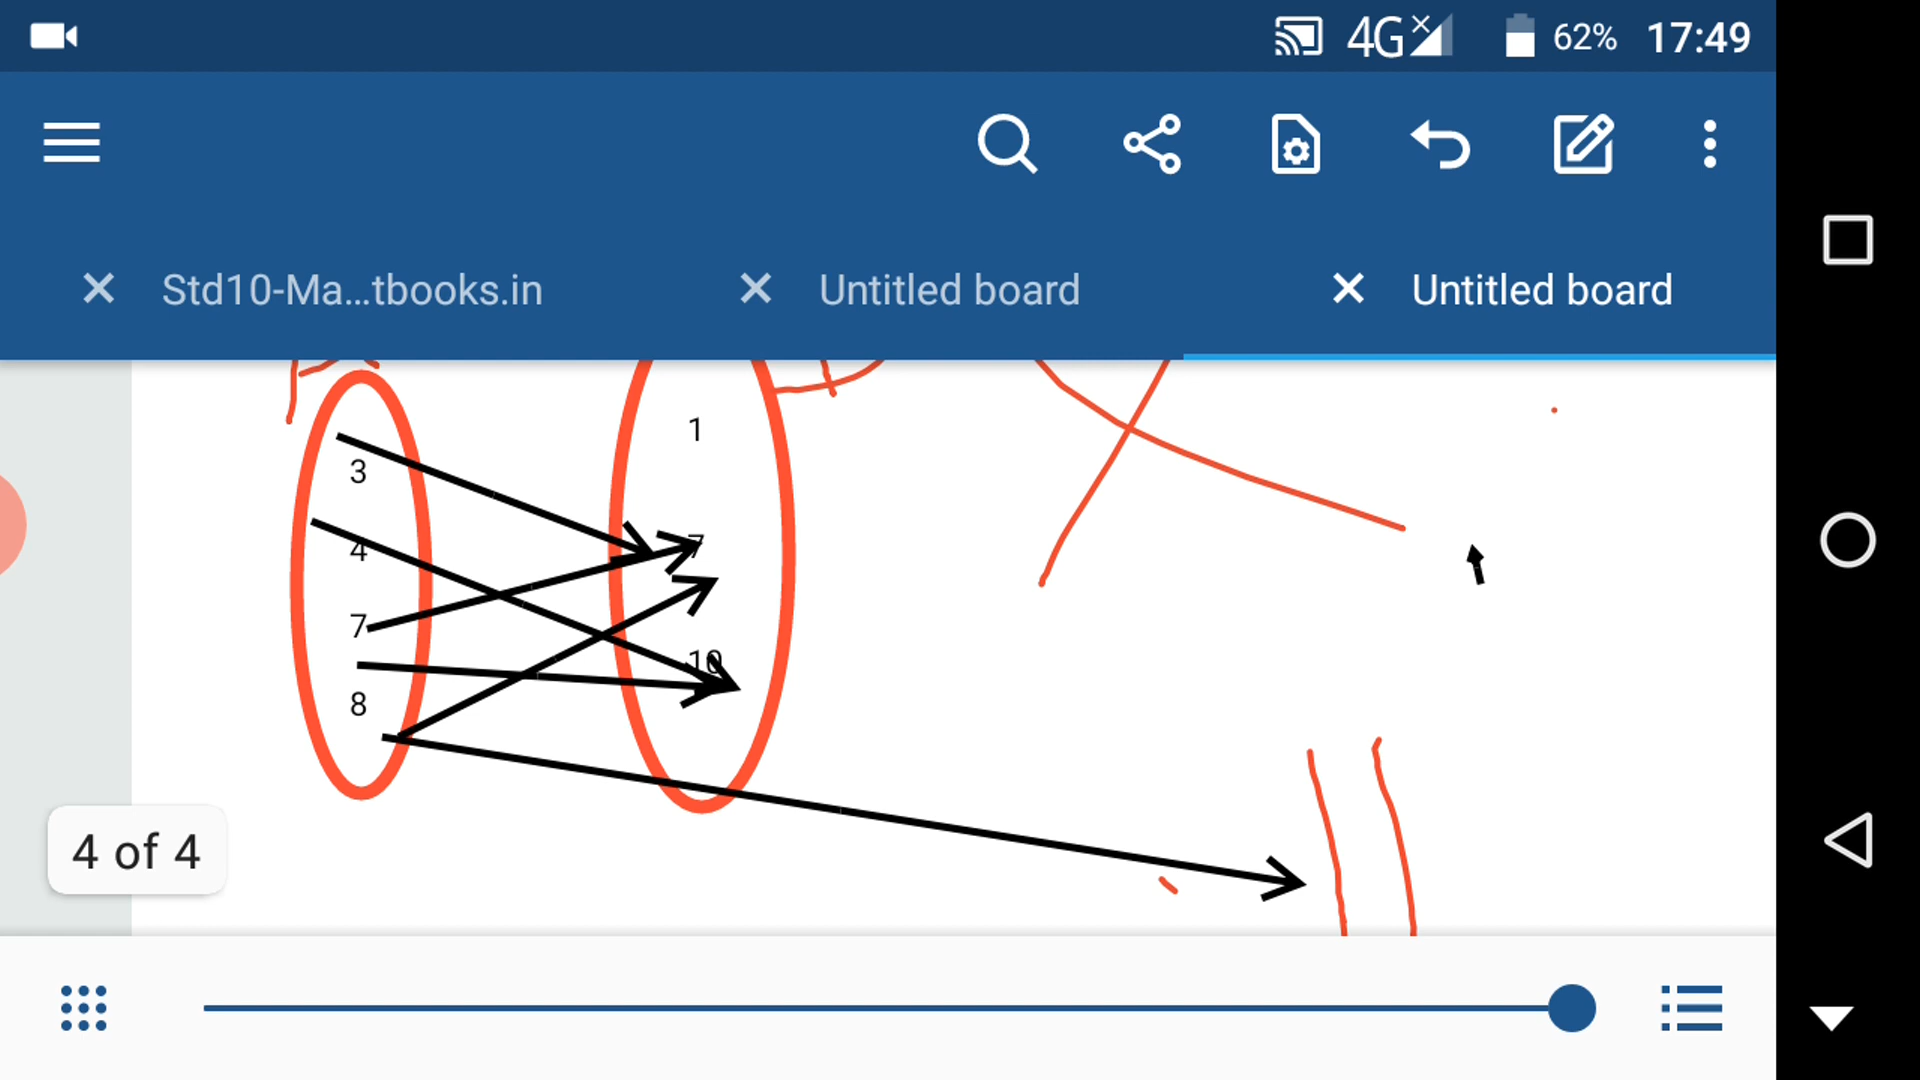 4G 62% 17:49
Std10-Ma...tbooks.in Untitled board Untitled board
1
3
7
4
7
10
8
4 of 4